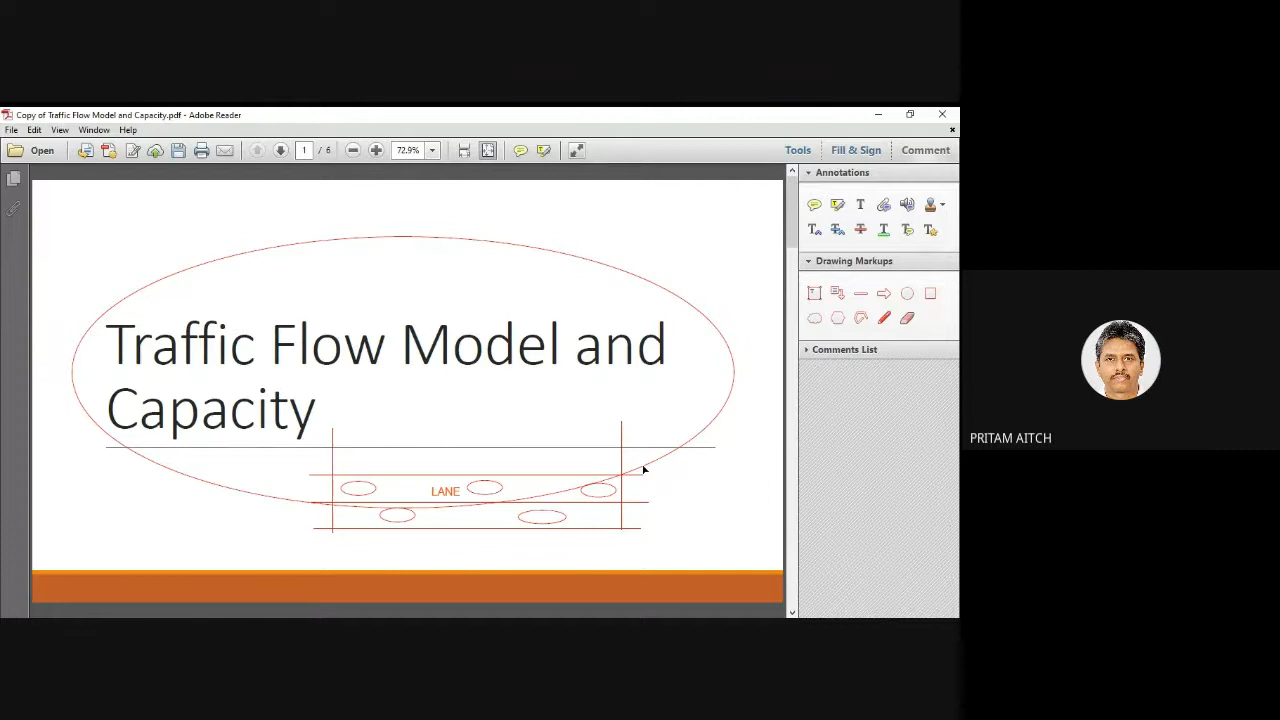 Copy of Traffic Flow Model and Capacity.pdf - Adobe Reader
File Edit View Window Help
Open 1 / 6 72.9% Tools Fill & Sign Comment
Annotations
Drawing Markups
Comments List
Traffic Flow Model and
Capacity
LANE
PRITAM AITCH